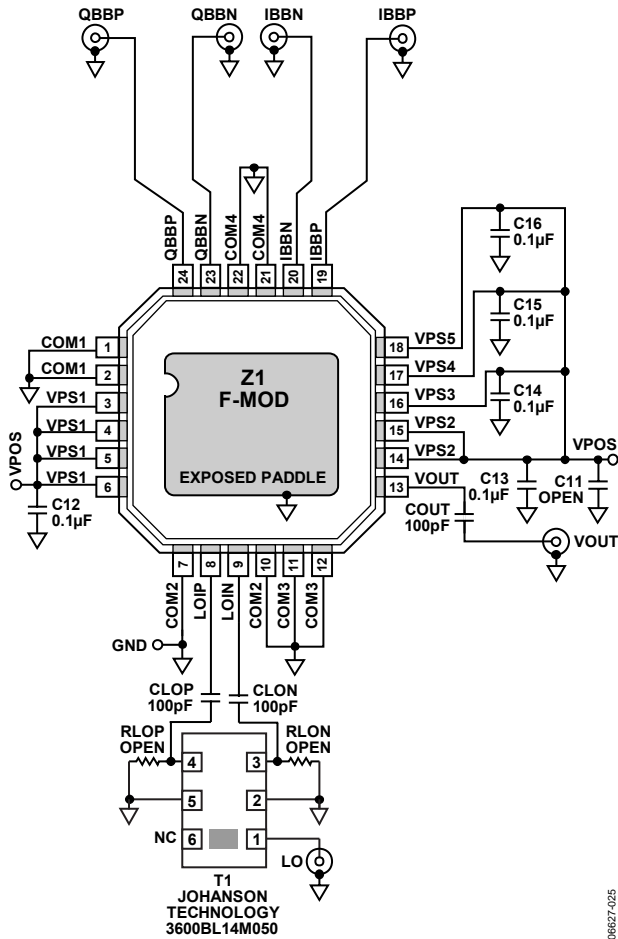 QBBP QBBN IBBN IBBP
QBBP QBBN COM4 COM4 IBBN IBBP
24 23 22 21 20 19
C16
0.1µF
C15
0.1µF
C14
0.1µF
COM1 1
COM1 2
VPS1 3
VPS1 4
VPS1 5
VPS1 6
VPOS
C12
0.1µF
Z1
F-MOD
EXPOSED PADDLE
18 VPS5
17 VPS4
16 VPS3
15 VPS2
14 VPS2
13 VOUT
VPOS
C13
0.1µF
C11
OPEN
COUT
100pF
VOUT
7 8 9 10 11 12
COM2 LOIP LOIN COM2 COM3 COM3
GND
CLOP
100pF
CLON
100pF
RLOP
OPEN
RLON
OPEN
4 3
5 2
NC 6 1
LO
T1
JOHANSON
TECHNOLOGY
3600BL14M050
06627-025